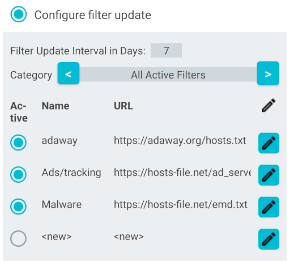 Configure filter update
Filter Update Interval in Days: 7
Category < All Active Filters >
Ac-
tive Name URL
adaway https://adaway.org/hosts.txt
Ads/tracking https://hosts-file.net/ad_serve
Malware https://hosts-file.net/emd.txt
<new> <new>